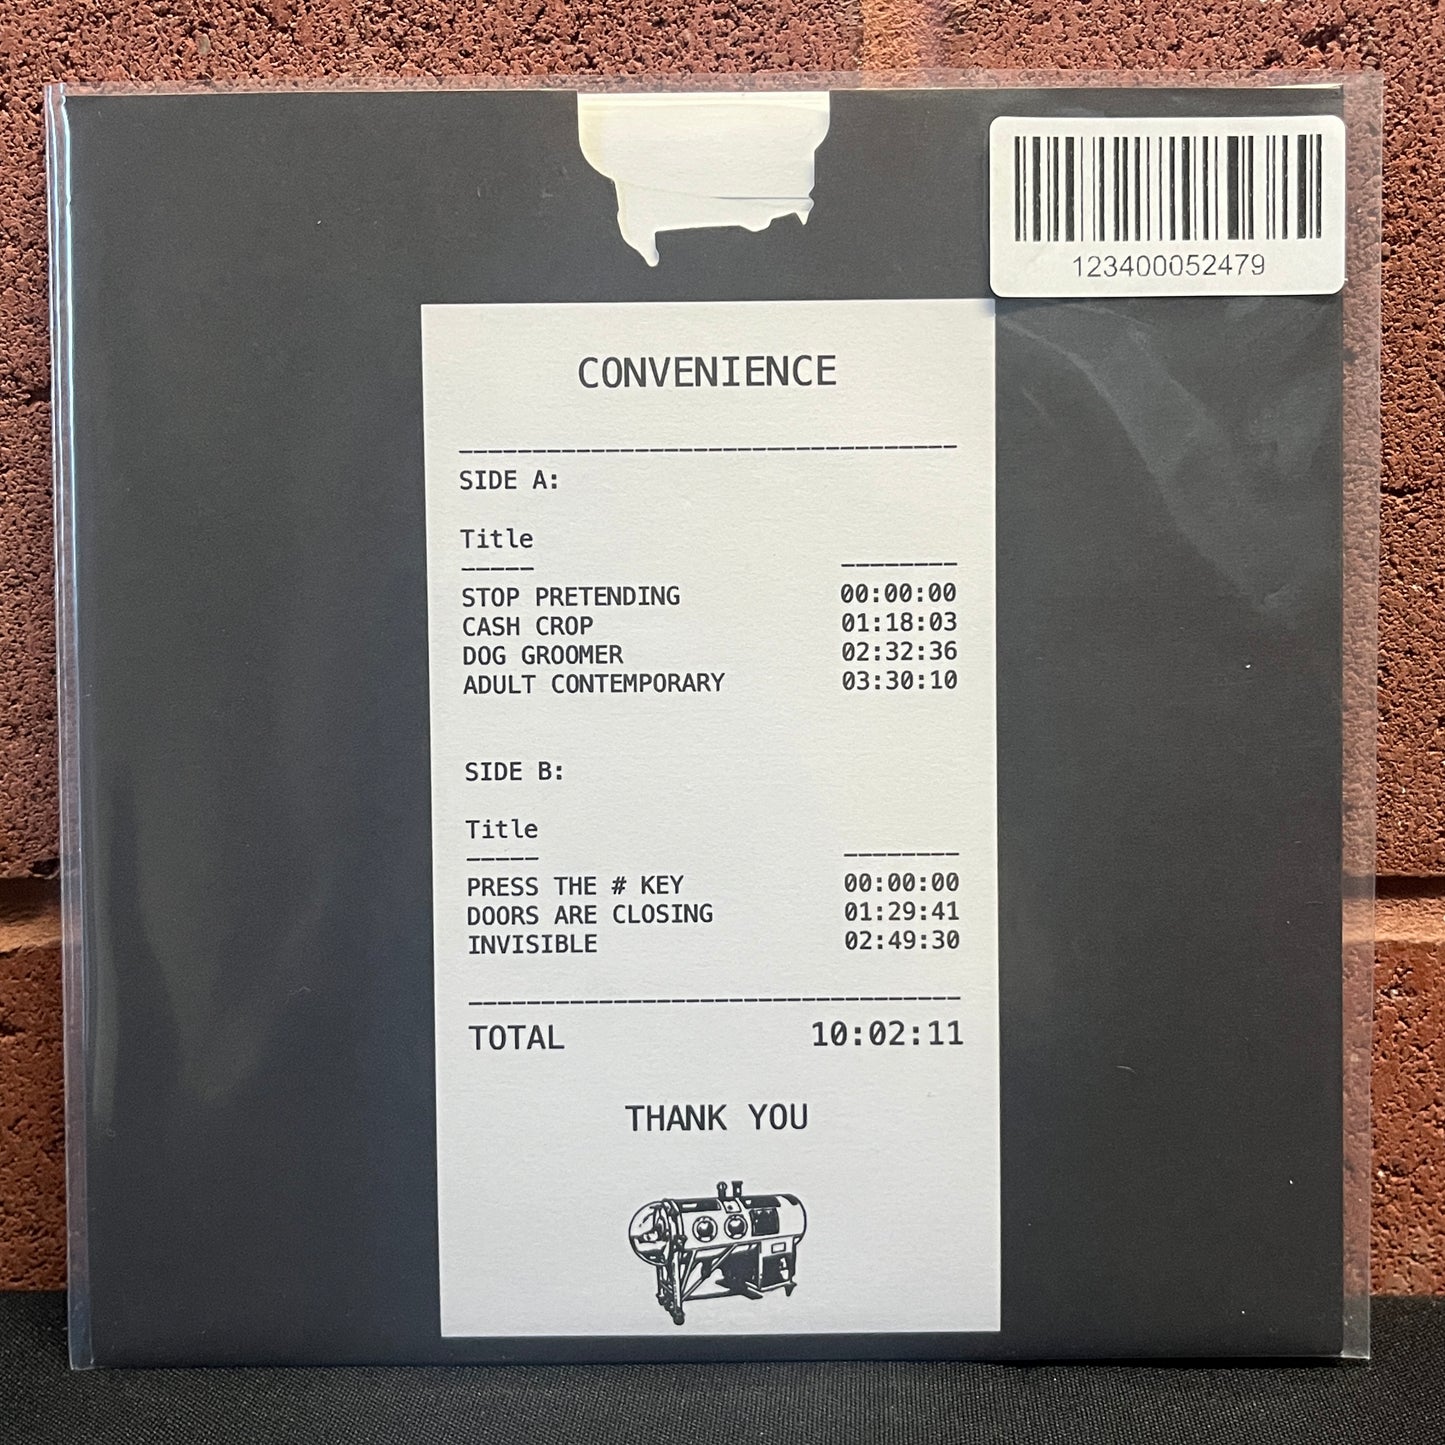 123400052479
CONVENIENCE
SIDE A:
Title
STOP PRETENDING 00:00:00
CASH CROP 01:18:03
DOG GROOMER 02:32:36
ADULT CONTEMPORARY 03:30:10
SIDE B:
Title
PRESS THE # KEY 00:00:00
DOORS ARE CLOSING 01:29:41
INVISIBLE 02:49:30
TOTAL 10:02:11
THANK YOU